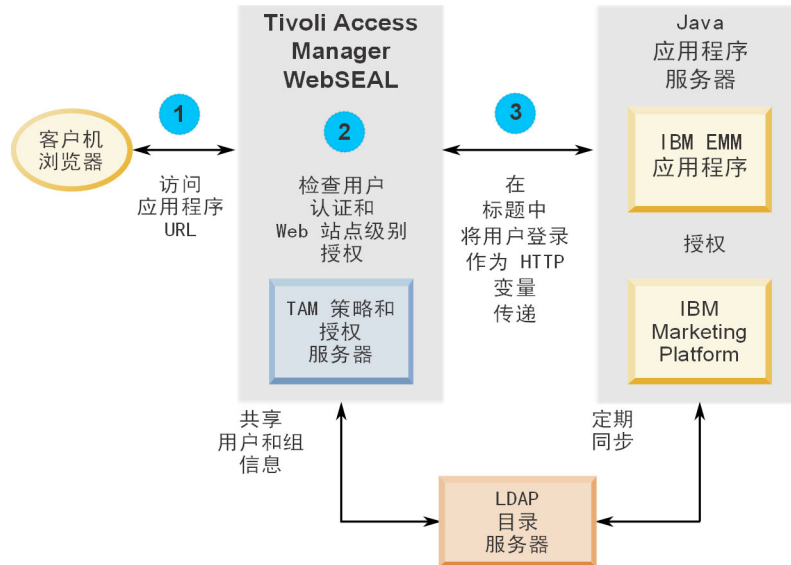 Tivoli Access
Manager
WebSEAL
Java
应用程序
服务器
1
2
3
客户机
浏览器
访问
应用程序
URL
检查用户
认证和
Web 站点级别
授权
TAM 策略和
授权
服务器
在
标题中
将用户登录
作为 HTTP
变量
传递
IBM EMM
应用程序
授权
IBM
Marketing
Platform
共享
用户和组
信息
定期
同步
LDAP
目录
服务器